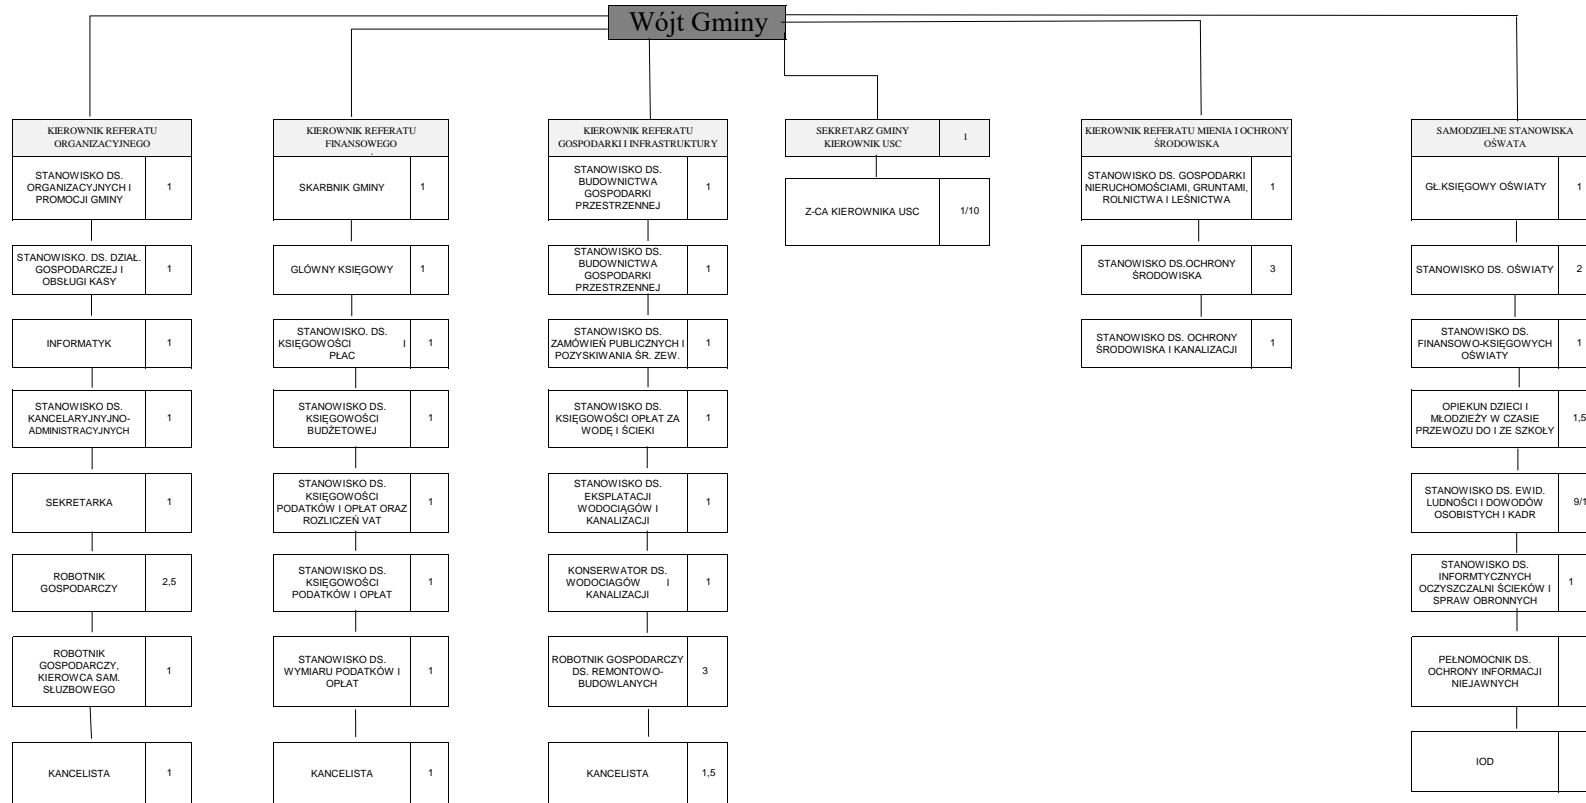 Wójt Gminy
KIEROWNIK REFERATU
ORGANIZACYJNEGO
STANOWISKO DS.
ORGANIZACYJNYCH I
PROMOCJI GMINY
1
STANOWISKO. DS. DZIAŁ.
GOSPODARCZEJ I
OBSŁUGI KASY
1
INFORMATYK
1
STANOWISKO DS.
KANCELARYJNYJNO-
ADMINISTRACYJNYCH
1
SEKRETARKA
1
ROBOTNIK
GOSPODARCZY
2,5
ROBOTNIK
GOSPODARCZY,
KIEROWCA SAM.
SŁUZBOWEGO
1
KANCELISTA
1
KIEROWNIK REFERATU
FINANSOWEGO
.
SKARBNIK GMINY
1
GLÓWNY KSIĘGOWY
1
STANOWISKO. DS.
KSIĘGOWOŚCI I
PŁAC
1
STANOWISKO DS.
KSIĘGOWOŚCI
BUDŻETOWEJ
1
STANOWISKO DS.
KSIĘGOWOŚCI
PODATKÓW I OPŁAT ORAZ
ROZLICZEŃ VAT
1
STANOWISKO DS.
KSIĘGOWOŚCI
PODATKÓW I OPŁAT
1
STANOWISKO DS.
WYMIARU PODATKÓW I
OPŁAT
1
KANCELISTA
1
KIEROWNIK REFERATU
GOSPODARKI I INFRASTRUKTURY
STANOWISKO DS.
BUDOWNICTWA
GOSPODARKI
PRZESTRZENNEJ
1
STANOWISKO DS.
BUDOWNICTWA
GOSPODARKI
PRZESTRZENNEJ
1
STANOWISKO DS.
ZAMÓWIEŃ PUBLICZNYCH I
POZYSKIWANIA ŚR. ZEW.
1
STANOWISKO DS.
KSIĘGOWOŚCI OPŁAT ZA
WODĘ I ŚCIEKI
1
STANOWISKO DS.
EKSPLATACJI
WODOCIĄGÓW I
KANALIZACJI
1
KONSERWATOR DS.
WODOCIAGÓW I
KANALIZACJI
1
ROBOTNIK GOSPODARCZY
DS. REMONTOWO-
BUDOWLANYCH
3
KANCELISTA
1,5
SEKRETARZ GMINY
KIEROWNIK USC
1
Z-CA KIEROWNIKA USC
1/10
KIEROWNIK REFERATU MIENIA I OCHRONY
ŚRODOWISKA
STANOWISKO DS. GOSPODARKI
NIERUCHOMOŚCIAMI, GRUNTAMI,
ROLNICTWA I LEŚNICTWA
1
STANOWISKO DS.OCHRONY
ŚRODOWISKA
3
STANOWISKO DS. OCHRONY
ŚRODOWISKA I KANALIZACJI
1
SAMODZIELNE STANOWISKA
OŚWATA
GŁ.KSIĘGOWY OŚWIATY
1
STANOWISKO DS. OŚWIATY
2
STANOWISKO DS.
FINANSOWO-KSIĘGOWYCH
OŚWIATY
1
OPIEKUN DZIECI I
MŁODZIEŻY W CZASIE
PRZEWOZU DO I ZE SZKOŁY
1,5
STANOWISKO DS. EWID.
LUDNOŚCI I DOWODÓW
OSOBISTYCH I KADR
9/1
STANOWISKO DS.
INFORMTYCZNYCH
OCZYSZCZALNI ŚCIEKÓW I
SPRAW OBRONNYCH
1
PEŁNOMOCNIK DS.
OCHRONY INFORMACJI
NIEJAWNYCH
IOD